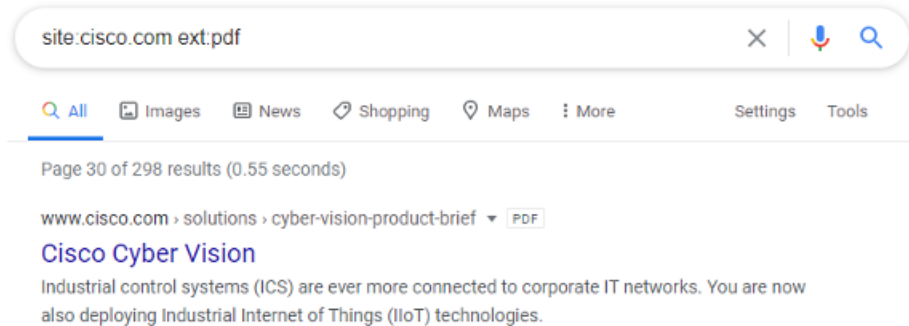 site:cisco.com ext:pdf
All Images News Shopping Maps More Settings Tools
Page 30 of 298 results (0.55 seconds)
www.cisco.com › solutions › cyber-vision-product-brief PDF
Cisco Cyber Vision
Industrial control systems (ICS) are ever more connected to corporate IT networks. You are now
also deploying Industrial Internet of Things (IIoT) technologies.